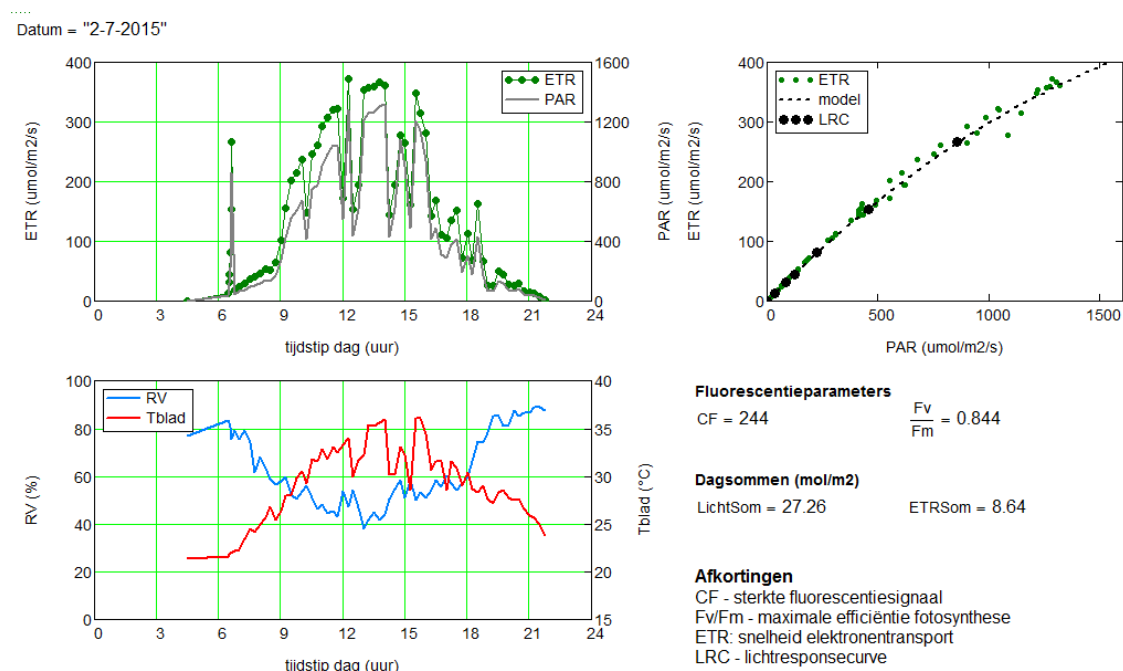 .....
Datum = "2-7-2015"
400
300
200
100
0
ETR (umol/m2/s)
1600
1200
800
400
0
PAR (umol/m2/s)
ETR
PAR
0 3 6 9 12 15 18 21 24
tijdstip dag (uur)
400
300
200
100
0
ETR (umol/m2/s)
ETR
model
LRC
0 500 1000 1500
PAR (umol/m2/s)
100
80
60
40
20
0
RV (%)
40
35
30
25
20
15
Tblad (°C)
RV
Tblad
0 3 6 9 12 15 18 21 24
tijdstip dag (uur)
Fluorescentieparameters
CF = 244
Fv
Fm = 0.844
Dagsommen (mol/m2)
LichtSom = 27.26 ETRSom = 8.64
Afkortingen
CF - sterkte fluorescentiesignaal
Fv/Fm - maximale efficiëntie fotosynthese
ETR: snelheid elektronentransport
LRC - lichtresponsecurve